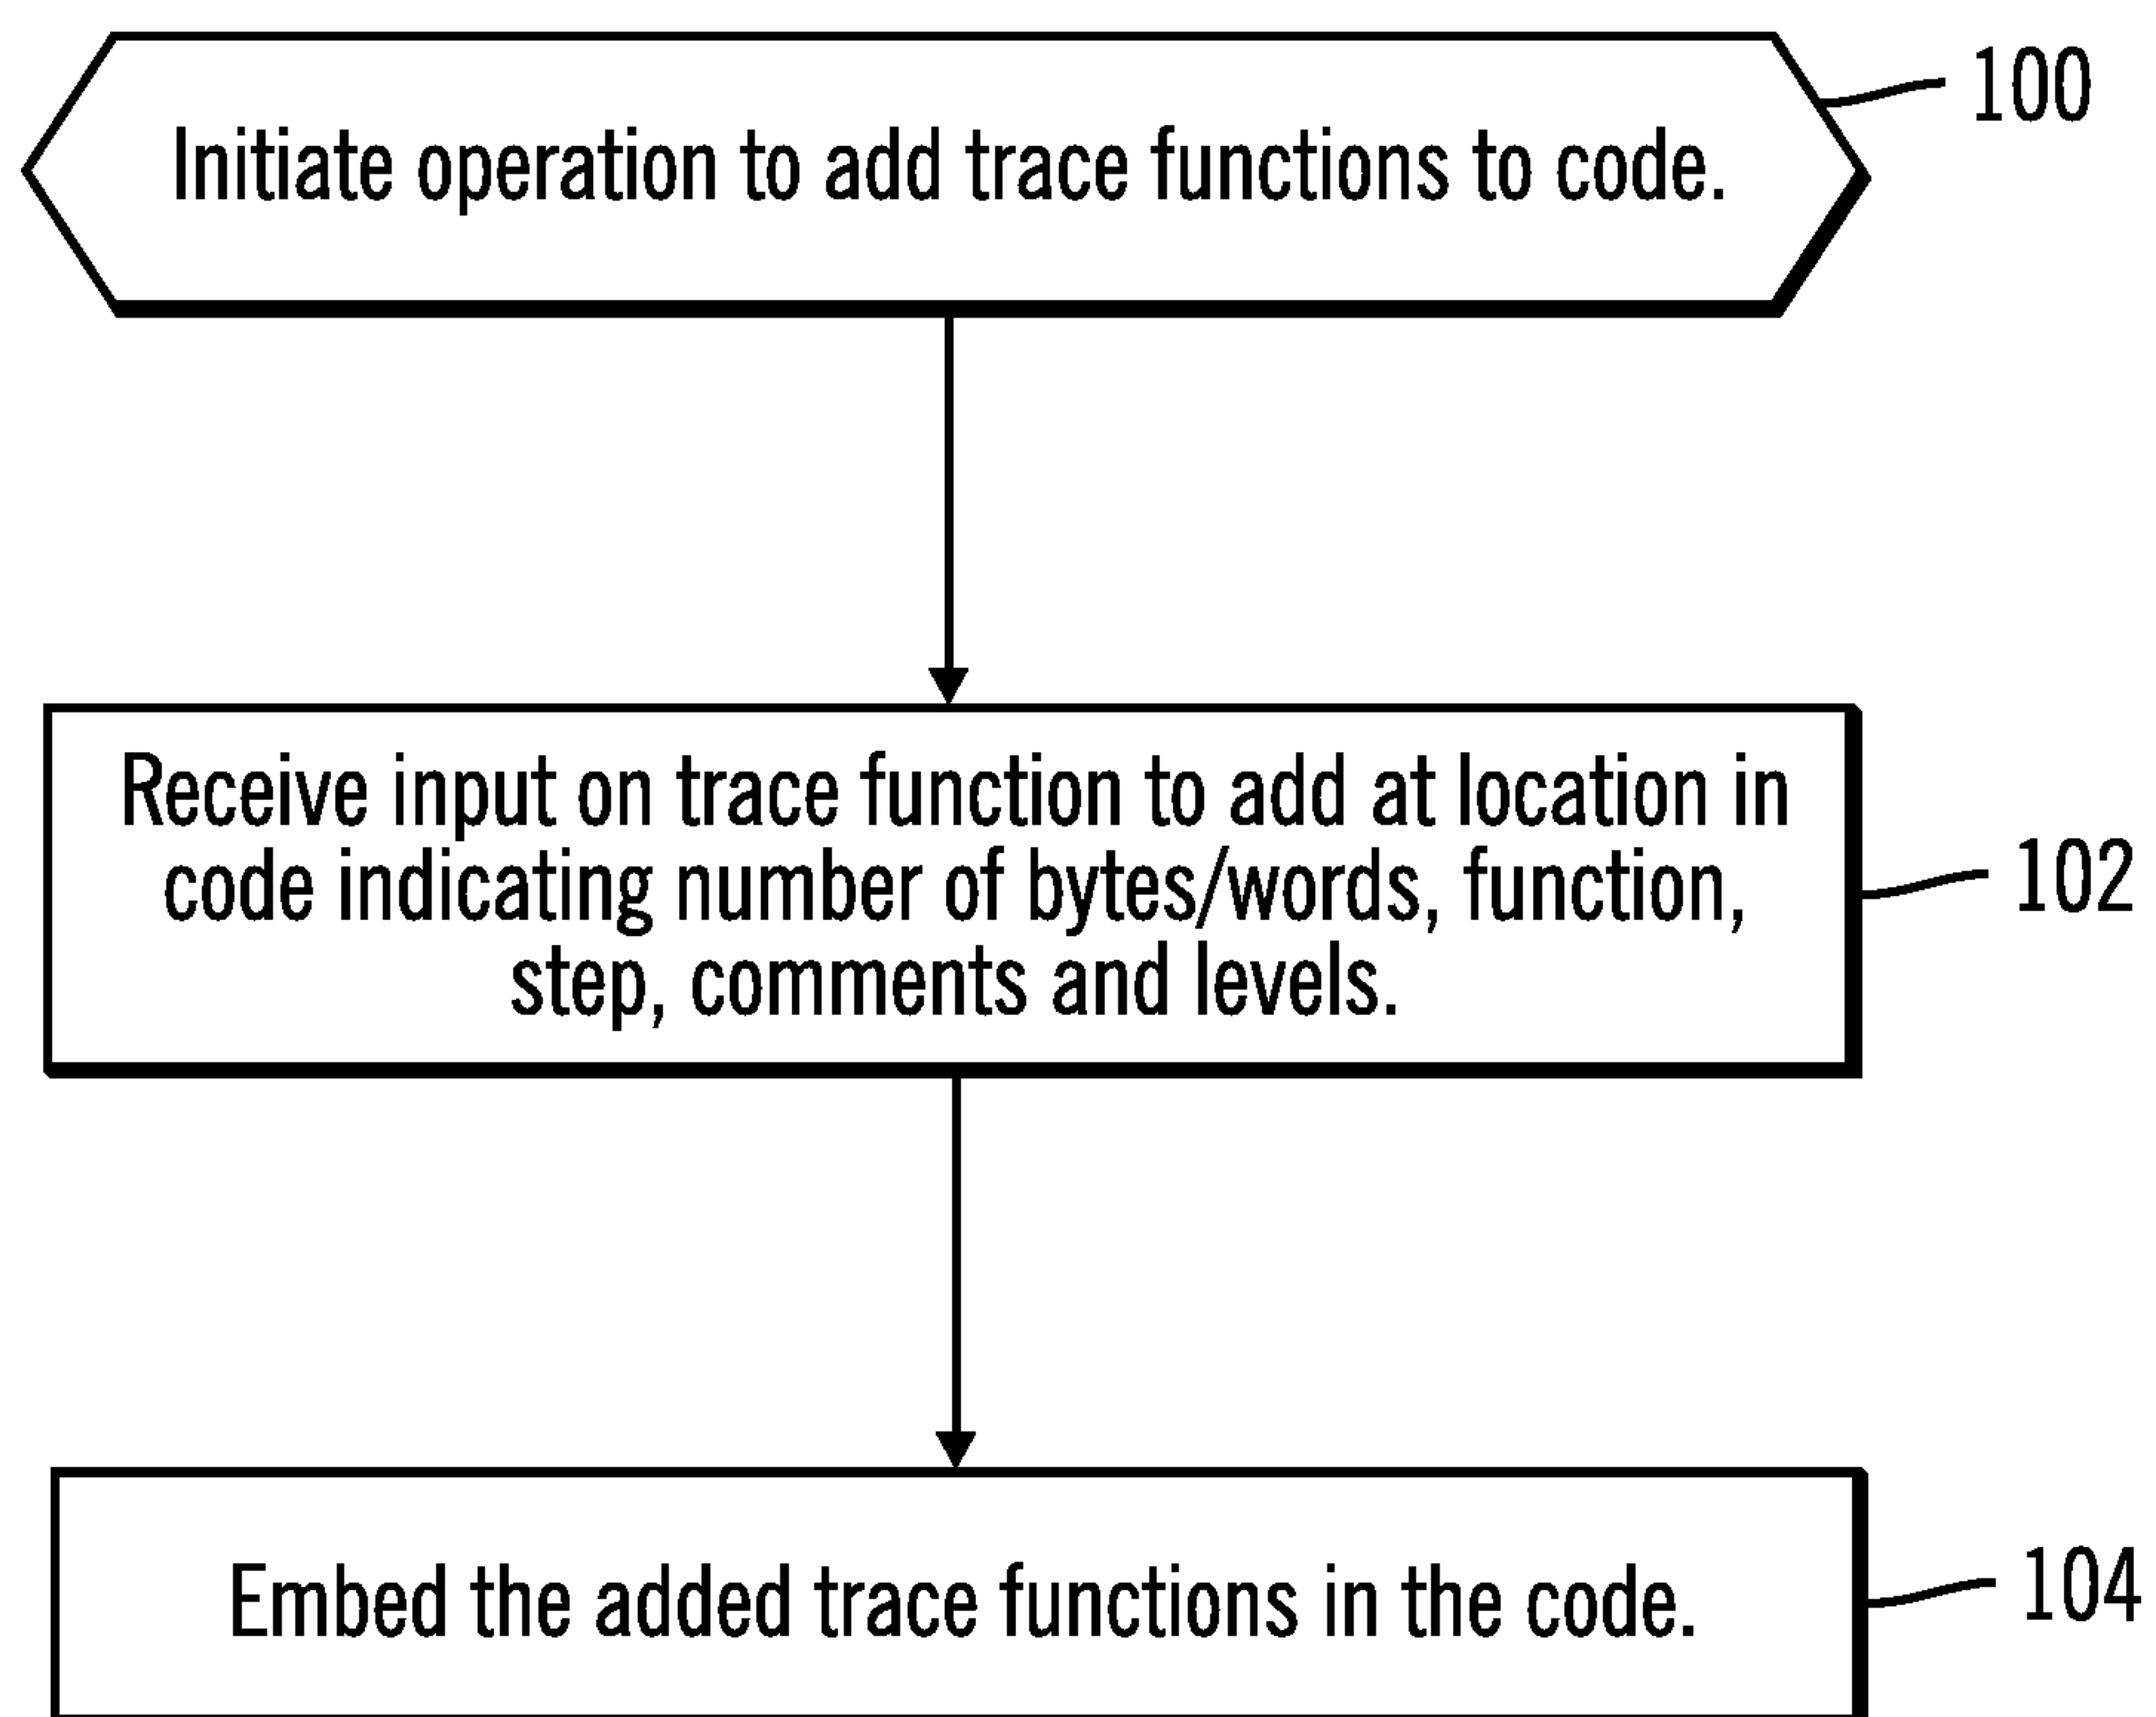 100
Initiate operation to add trace functions to code.
Receive input on trace function to add at location in
code indicating number of bytes/words, function,
step, comments and levels.
102
Embed the added trace functions in the code.
104